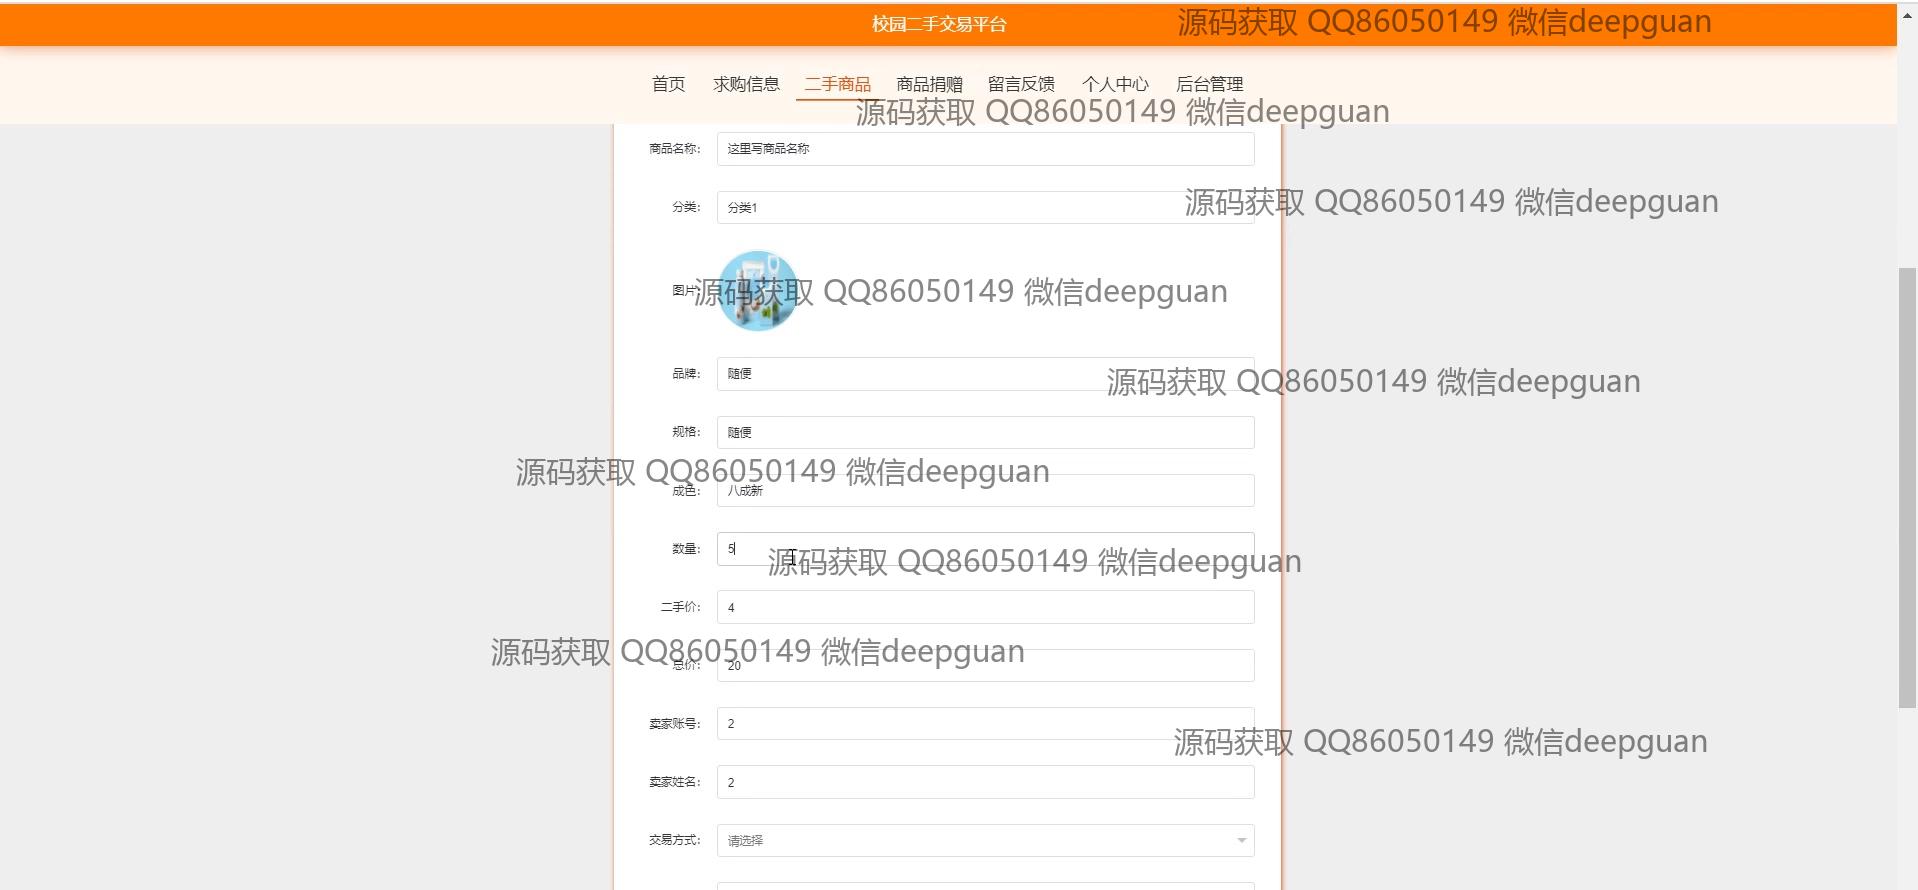 校园二手交易平台
源码获取 QQ86050149 微信deepguan
首页 求购信息 二手商品 商品捐赠 留言反馈 个人中心 后台管理
源码获取 QQ86050149 微信deepguan
商品名称： 这里写商品名称
源码获取 QQ86050149 微信deepguan
分类： 分类1
图片：
源码获取 QQ86050149 微信deepguan
品牌： 随便
源码获取 QQ86050149 微信deepguan
规格： 随便
源码获取 QQ86050149 微信deepguan
成色： 八成新
数量： 5
源码获取 QQ86050149 微信deepguan
二手价： 4
源码获取 QQ86050149 微信deepguan
总价： 20
卖家账号： 2
源码获取 QQ86050149 微信deepguan
卖家姓名： 2
交易方式： 请选择